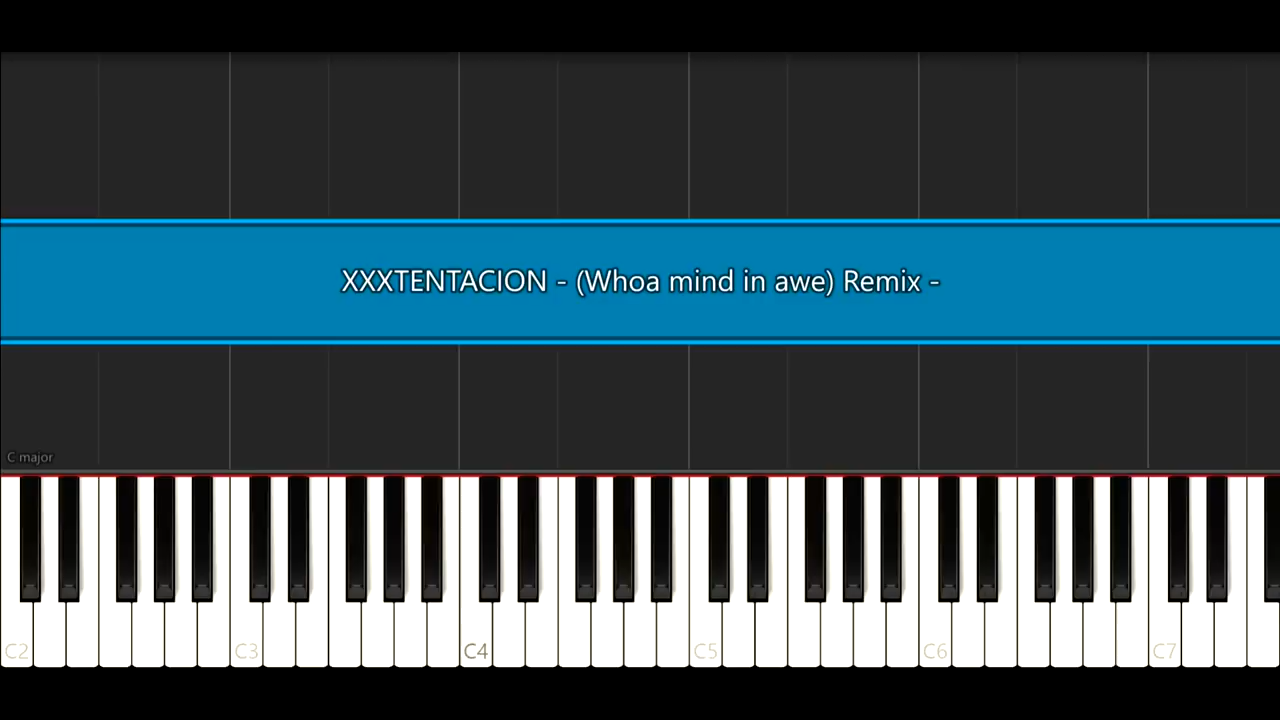 XXXTENTACION - (Whoa mind in awe) Remix -
C major
C2 C3 C4 C5 C6 C7